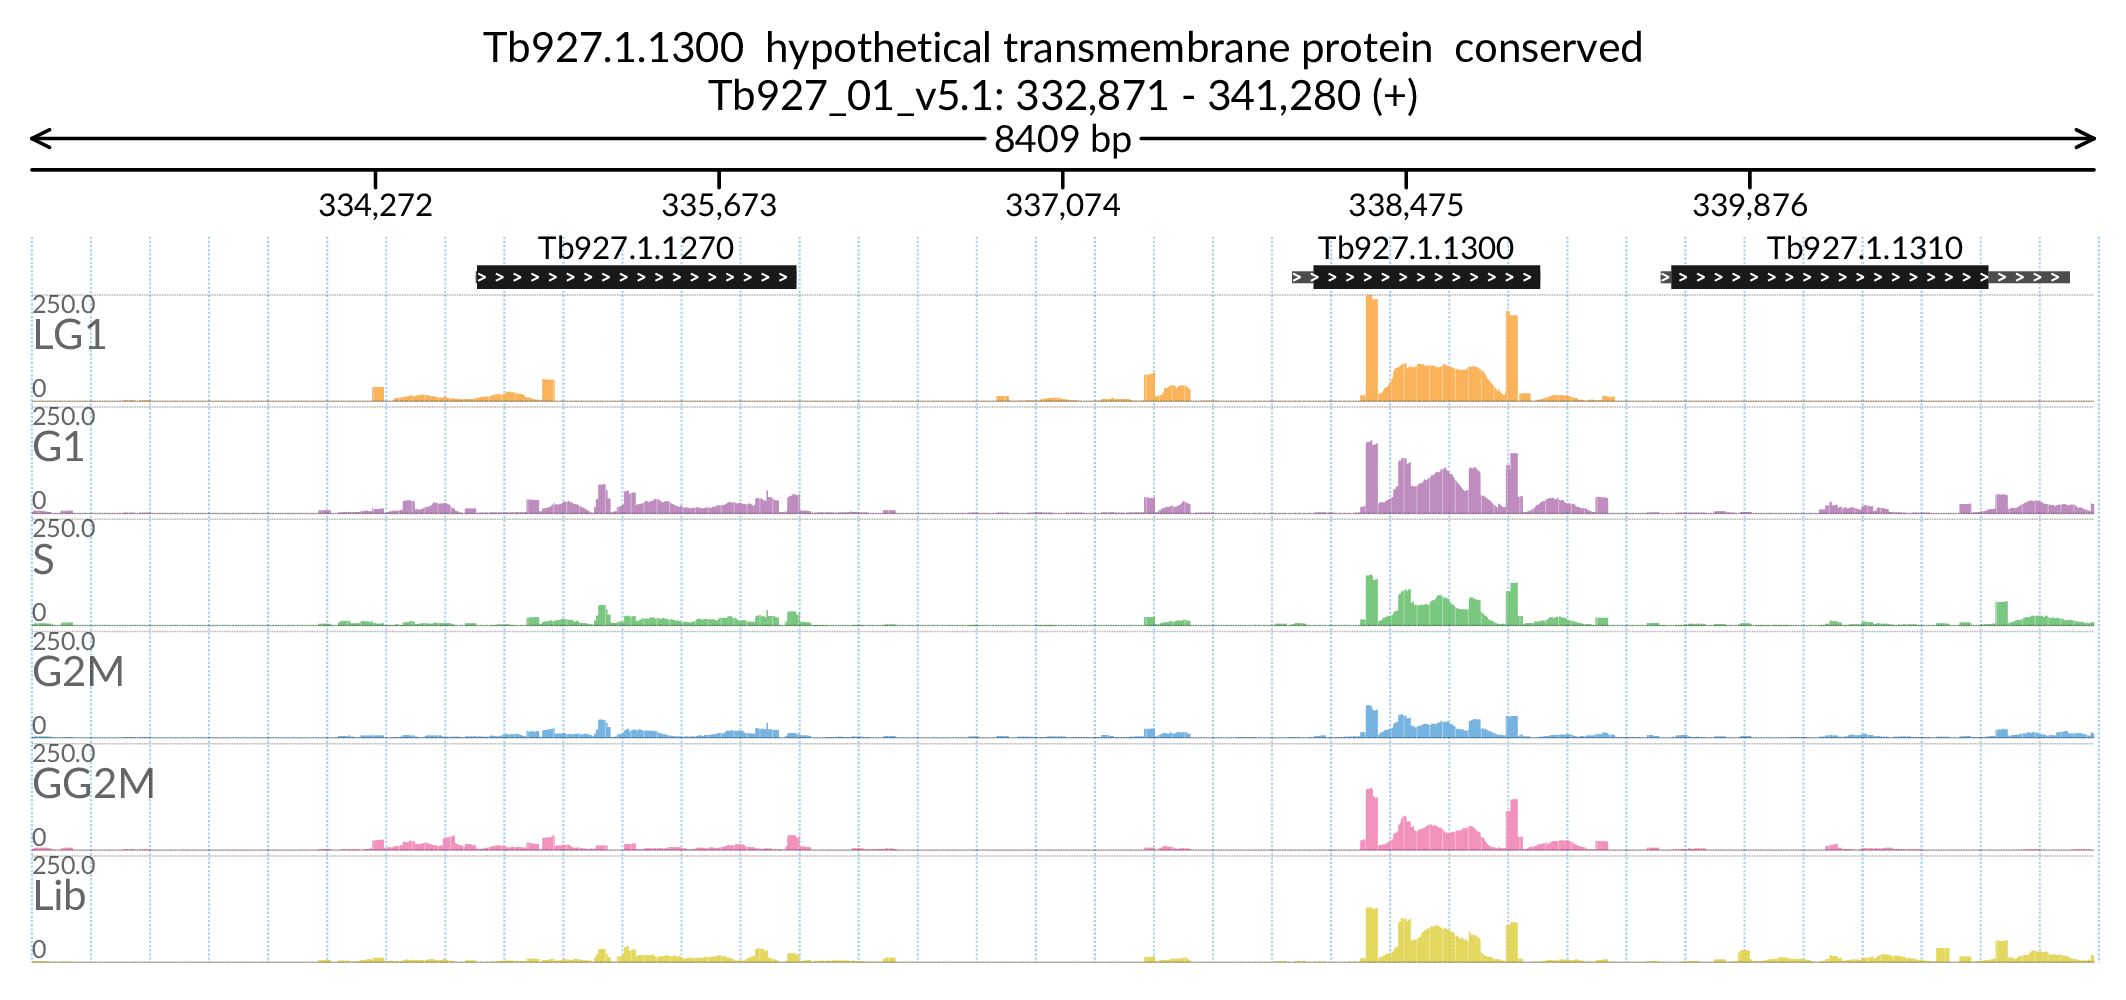 Tb927.1.1300  hypothetical transmembrane protein  conserved
Tb927_01_v5.1: 332,871 - 341,280 (+)
8409 bp
334,272 335,673 337,074 338,475 339,876
Tb927.1.1270 Tb927.1.1300 Tb927.1.1310
250.0
LG1
0
250.0
G1
0
250.0
S
0
250.0
G2M
0
250.0
GG2M
0
250.0
Lib
0